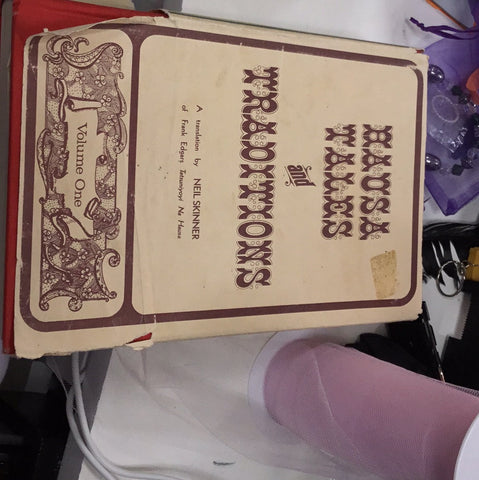 HAUSA
TALES
and
TRADITIONS
A translation by NEIL SKINNER
of Frank Edgar's Tatsuniyoyi Na Hausa
Volume One